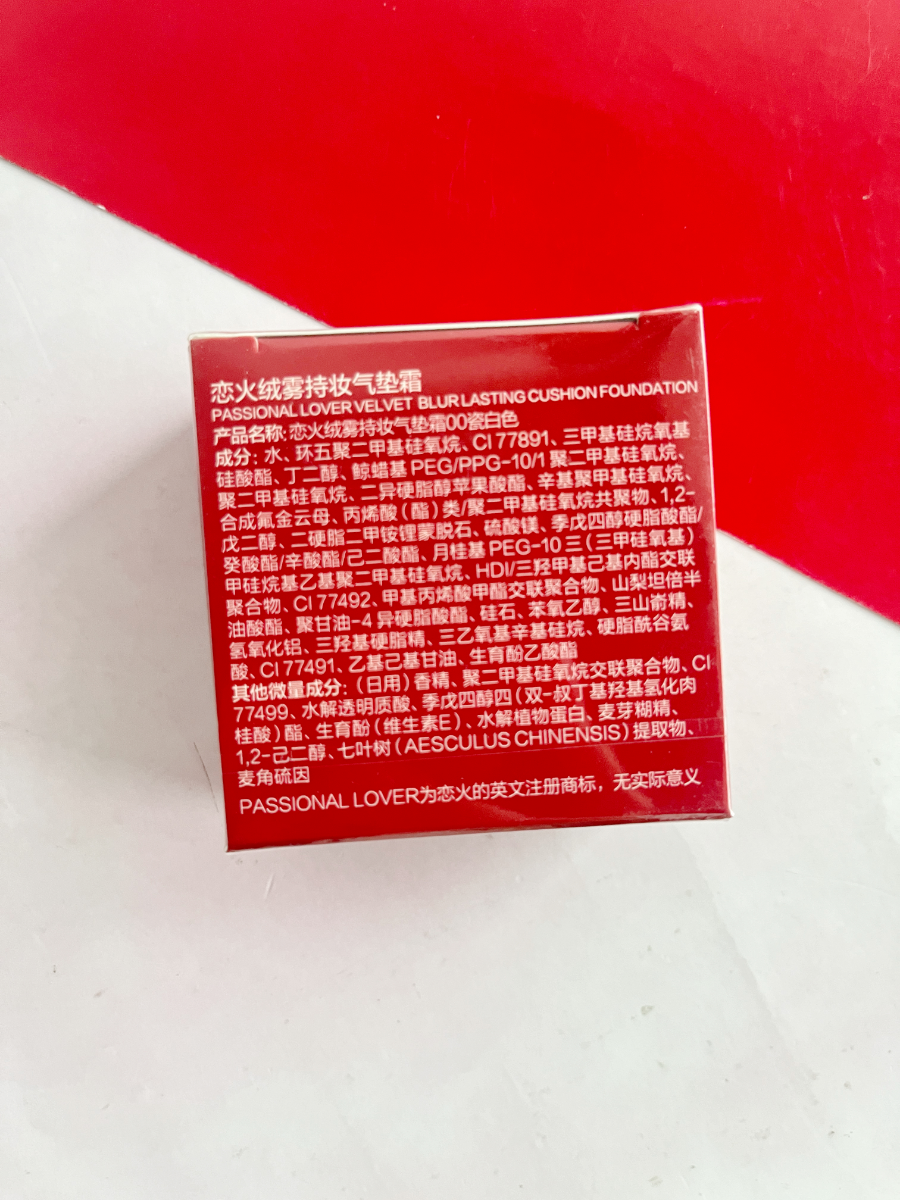 恋火绒雾持妆气垫霜
PASSIONAL LOVER VELVET BLUR LASTING CUSHION FOUNDATION
产品名称: 恋火绒雾持妆气垫霜00瓷白色
成分：水、环五聚二甲基硅氧烷、CI 77891、三甲基硅烷氧基
硅酸酯、丁二醇、鲸蜡基 PEG/PPG-10/1 聚二甲基硅氧烷、
聚二甲基硅氧烷、二异硬脂醇苹果酸酯、辛基聚甲基硅氧烷、
合成氟金云母、丙烯酸（酯）类/聚二甲基硅氧烷共聚物、1,2-
戊二醇、二硬脂二甲铵锂蒙脱石、硫酸镁、季戊四醇硬脂酸酯/
癸酸酯/辛酸酯/己二酸酯、月桂基 PEG-10 三（三甲硅氧基）
甲硅烷基乙基聚二甲基硅氧烷、HDI/三羟甲基己基内酯交联
聚合物、CI 77492、甲基丙烯酸甲酯交联聚合物、山梨坦倍半
油酸酯、聚甘油-4 异硬脂酸酯、硅石、苯氧乙醇、三山嵛精、
氢氧化铝、三羟基硬脂精、三乙氧基辛基硅烷、硬脂酰谷氨
酸、CI 77491、乙基己基甘油、生育酚乙酸酯
其他微量成分：（日用）香精、聚二甲基硅氧烷交联聚合物、CI
77499、水解透明质酸、季戊四醇四（双-叔丁基羟基氢化肉
桂酸）酯、生育酚（维生素E）、水解植物蛋白、麦芽糊精、
1,2-己二醇、七叶树（AESCULUS CHINENSIS）提取物、
麦角硫因
PASSIONAL LOVER为恋火的英文注册商标，无实际意义